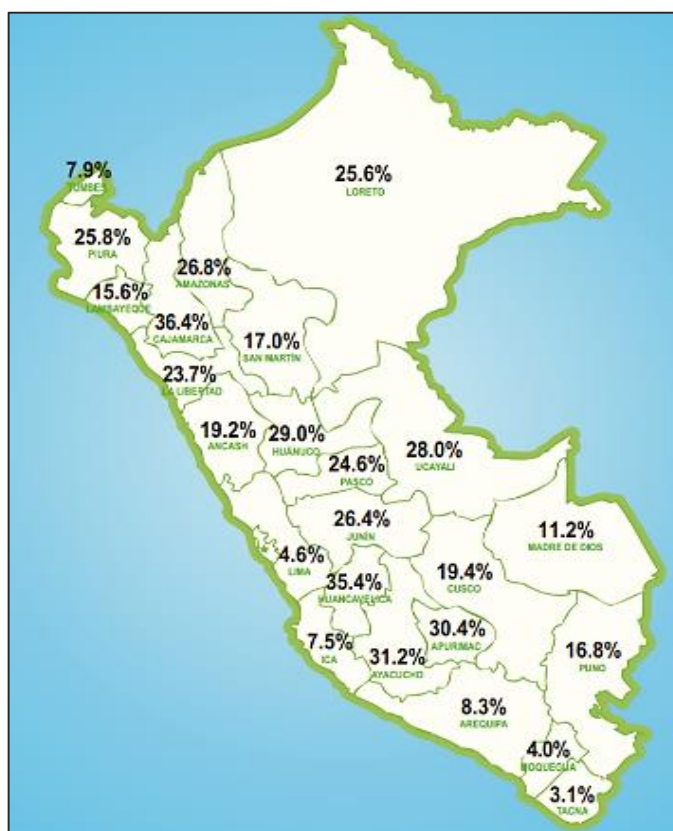 7.9%
TUMBES
25.6%
LORETO
25.8%
PIURA
26.8%
AMAZONAS
15.6%
LAMBAYEQUE
36.4%
CAJAMARCA
17.0%
SAN MARTÍN
23.7%
LA LIBERTAD
19.2%
ANCASH
29.0%
HUÁNUCO
28.0%
UCAYALI
24.6%
PASCO
26.4%
JUNÍN
11.2%
MADRE DE DIOS
4.6%
LIMA
19.4%
CUSCO
35.4%
HUANCAVELICA
30.4%
APURIMAC
7.5%
ICA
31.2%
AYACUCHO
16.8%
PUNO
8.3%
AREQUIPA
4.0%
MOQUEGUA
3.1%
TACNA